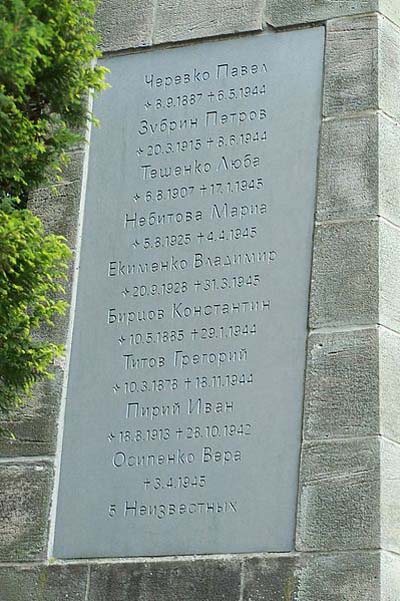 Черевко Павел
* 8.9.1887 + 6.5.1944
Зубрин Петров
* 20.3.1915 + 8.6.1944
Тешенко Люба
* 6.8.1907 + 17.1.1945
Небитова Мариа
* 5.8.1925 + 4.4.1945
Екименко Владимир
* 20.9.1928 + 31.3.1945
Бирцов Константин
* 10.5.1885 + 29.1.1944
Титов Грегорий
* 10.3.1878 + 18.11.1944
Пирий Иван
* 18.8.1913 + 28.10.1942
Осипенко Вера
+ 3.4.1945
5 Неизвестных